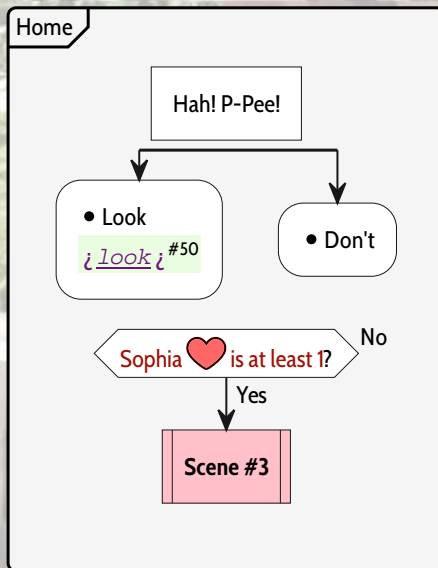 Home
Hah! P-Pee!
• Look
¿look¿#50
• Don't
Sophia ❤ is at least 1?
No
Yes
Scene #3